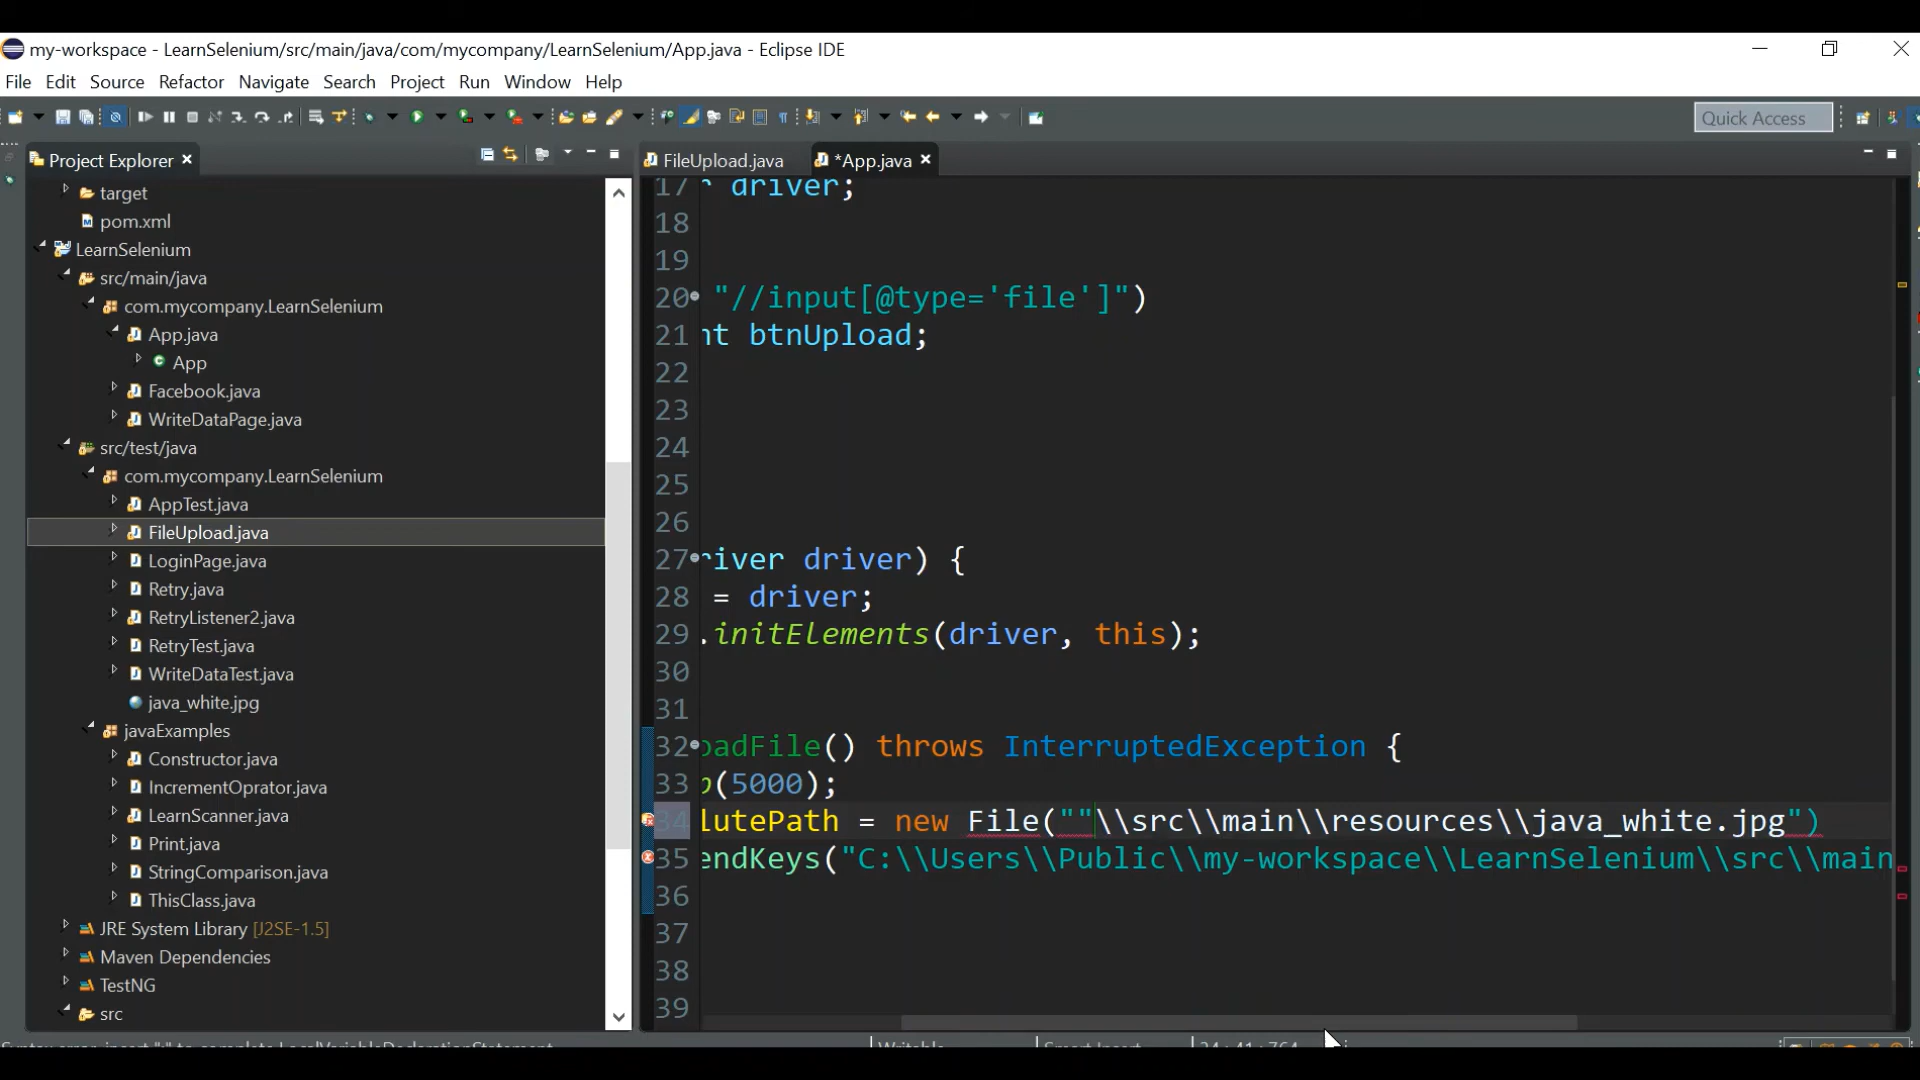 my-workspace - LearnSelenium/src/main/java/com/mycompany/LearnSelenium/App.java - Eclipse IDE
File Edit Source Refactor Navigate Search Project Run Window Help
Quick Access
Project Explorer
target
pom.xml
LearnSelenium
src/main/java
com.mycompany.LearnSelenium
App.java
App
Facebook.java
WriteDataPage.java
src/test/java
com.mycompany.LearnSelenium
AppTest.java
FileUpload.java
LoginPage.java
Retry.java
RetryListener2.java
RetryTest.java
WriteDataTest.java
java_white.jpg
javaExamples
Constructor.java
IncrementOprator.java
LearnScanner.java
Print.java
StringComparison.java
ThisClass.java
JRE System Library [J2SE-1.5]
Maven Dependencies
TestNG
src
FileUpload.java *App.java
17 r driver;
18
19
20 "//input[@type='file']")
21 nt btnUpload;
22
23
24
25
26
27 river driver) {
28 = driver;
29 .initElements(driver, this);
30
31
32 oadFile() throws InterruptedException {
33 p(5000);
34 lutePath = new File(""\\src\\main\\resources\\java_white.jpg")
35 endKeys("C:\\Users\\Public\\my-workspace\\LearnSelenium\\src\\main
36
37
38
39